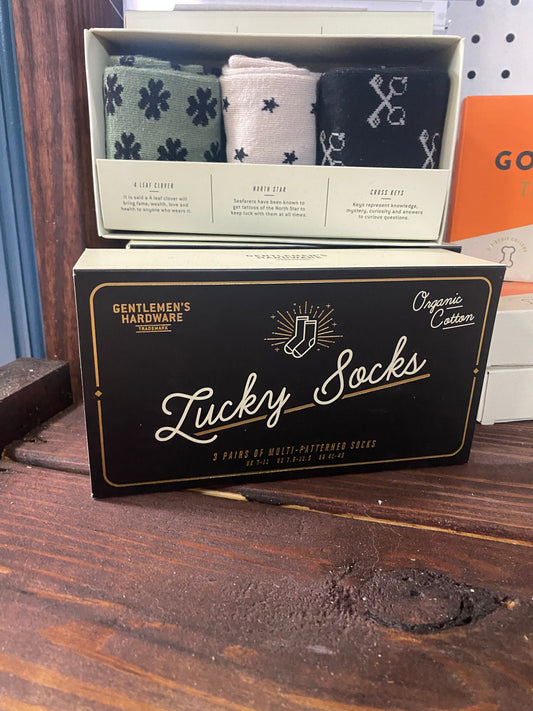 4 LEAF CLOVER
It is said a 4 leaf clover will
bring fame, wealth, love and
health to anyone who wears it.
NORTH STAR
Seafarers have been known to
get tattoos of the North Star to
keep luck with them at all times.
CROSS KEYS
Keys represent knowledge,
mystery, curiosity and answers
to curious questions.
GO
GENTLEMEN'S
HARDWARE
GENTLEMEN'S
HARDWARE
TRADEMARK
Organic
Cotton
Lucky Socks
3 PAIRS OF MULTI-PATTERNED SOCKS